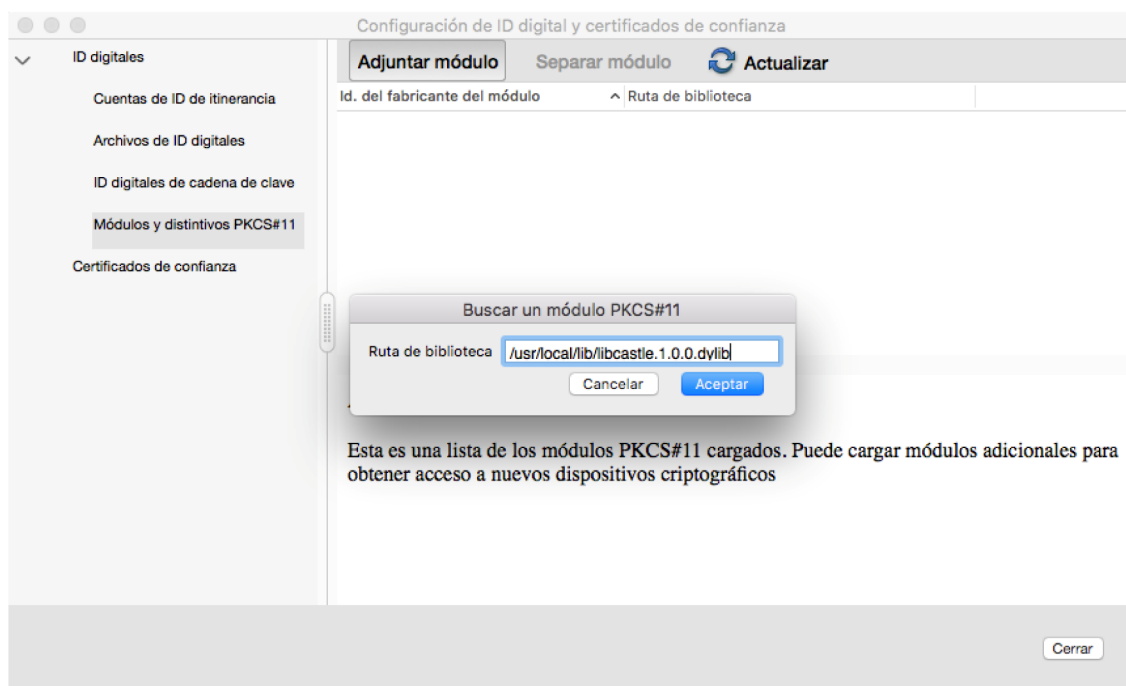 Configuración de ID digital y certificados de confianza
ID digitales
Cuentas de ID de itinerancia
Archivos de ID digitales
ID digitales de cadena de clave
Módulos y distintivos PKCS#11
Certificados de confianza
Adjuntar módulo Separar módulo Actualizar
Id. del fabricante del módulo Ruta de biblioteca
Buscar un módulo PKCS#11
Ruta de biblioteca /usr/local/lib/libcastle.1.0.0.dylib
Cancelar Aceptar
Esta es una lista de los módulos PKCS#11 cargados. Puede cargar módulos adicionales para
obtener acceso a nuevos dispositivos criptográficos
Cerrar